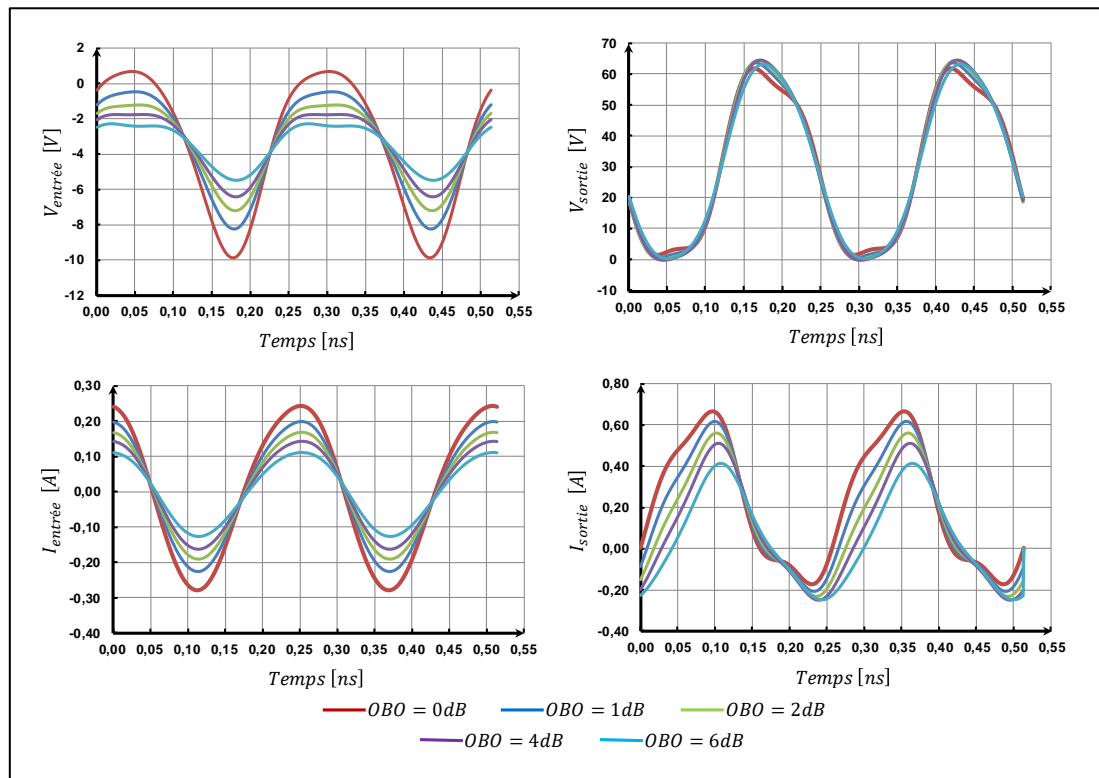 2
0
-2
-4
-6
-8
-10
-12
V_entrée [V]
0,00 0,05 0,10 0,15 0,20 0,25 0,30 0,35 0,40 0,45 0,50 0,55
Temps [ns]
70
60
50
40
30
20
10
0
-10
V_sortie [V]
0,00 0,05 0,10 0,15 0,20 0,25 0,30 0,35 0,40 0,45 0,50 0,55
Temps [ns]
0,30
0,20
0,10
0,00
-0,10
-0,20
-0,30
-0,40
I_entrée [A]
0,00 0,05 0,10 0,15 0,20 0,25 0,30 0,35 0,40 0,45 0,50 0,55
Temps [ns]
0,80
0,60
0,40
0,20
0,00
-0,20
-0,40
I_sortie [A]
0,00 0,05 0,10 0,15 0,20 0,25 0,30 0,35 0,40 0,45 0,50 0,55
Temps [ns]
OBO = 0dB OBO = 1dB OBO = 2dB
OBO = 4dB OBO = 6dB